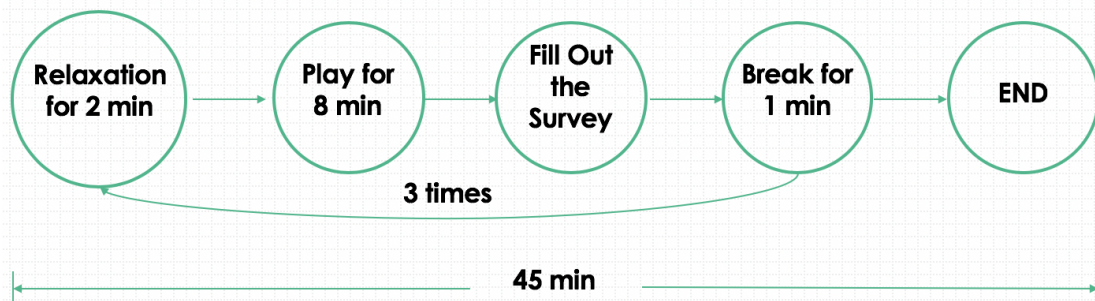 Relaxation
for 2 min
Play for
8 min
Fill Out
the
Survey
Break for
1 min
END
3 times
45 min